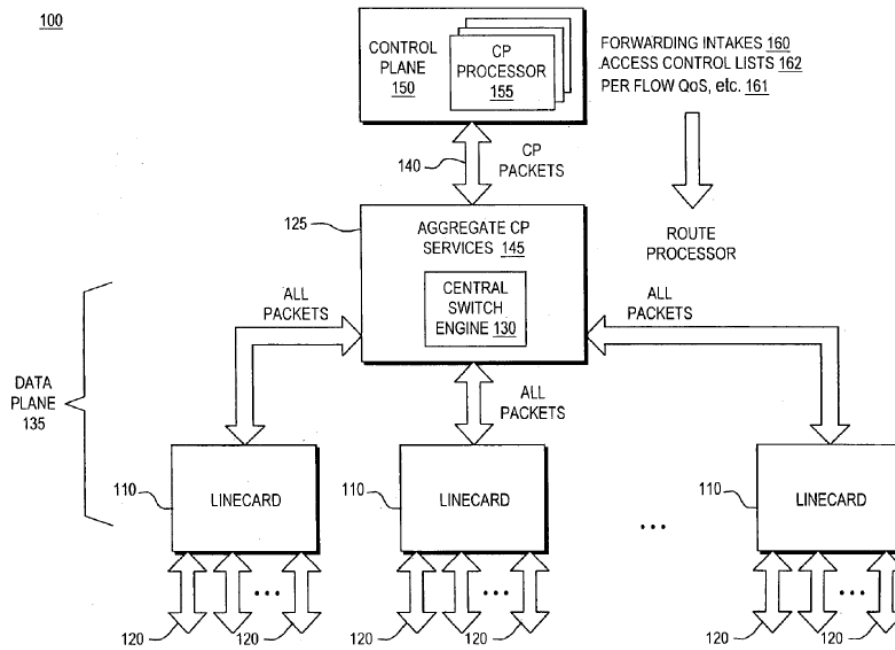 100
CONTROL
PLANE
150
CP
PROCESSOR
155
FORWARDING INTAKES 160
ACCESS CONTROL LISTS 162
PER FLOW QoS, etc. 161
140
CP
PACKETS
ROUTE
PROCESSOR
125
AGGREGATE CP
SERVICES 145
CENTRAL
SWITCH
ENGINE 130
ALL
PACKETS
ALL
PACKETS
ALL
PACKETS
DATA
PLANE
135
110
LINECARD
110
LINECARD
...
110
LINECARD
...
...
...
120
120
120
120
120
120